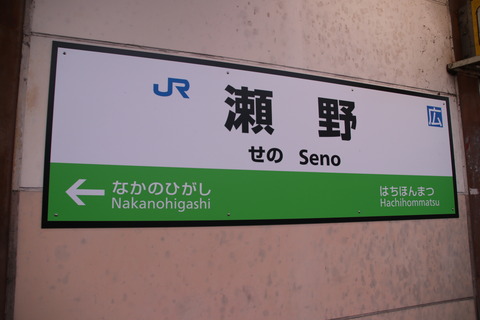 JR
瀬野
広
せの Seno
なかのひがし
Nakanohigashi
はちほんまつ
Hachihommatsu